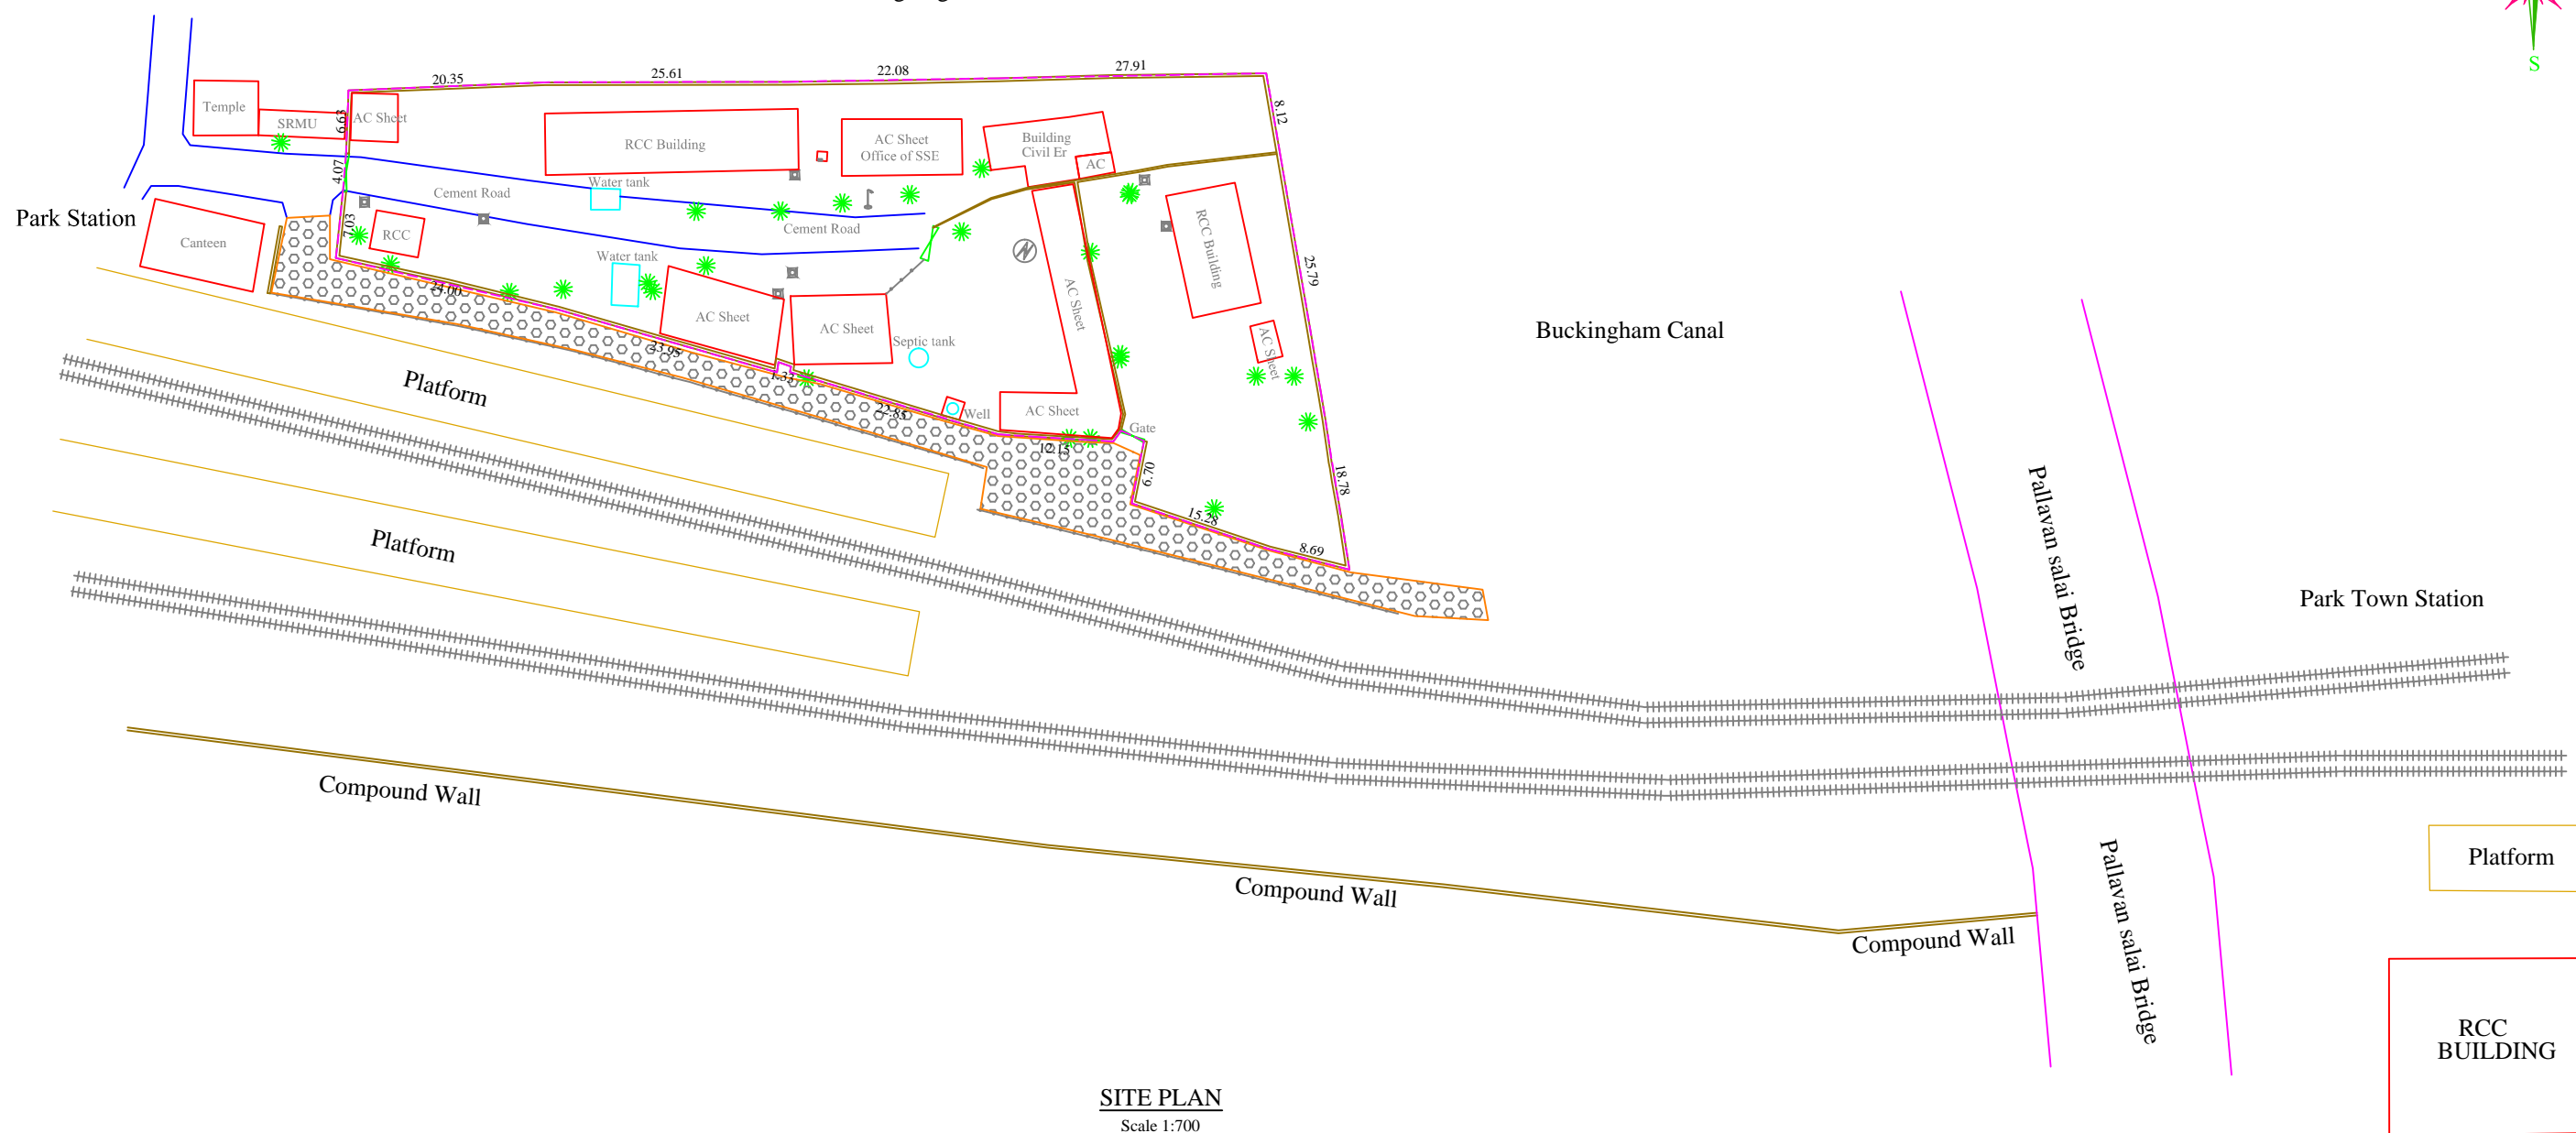 S
20.35
25.61
22.08
27.91
8.12
Temple
SRMU
6.63
AC Sheet
RCC Building
AC Sheet
Office of SSE
Building
Civil Er
AC
4.07
Cement Road
Water tank
Park Station
7.03
RCC
Canteen
Cement Road
RCC Building
Water tank
25.79
24.00
AC Sheet
AC Sheet
AC Sheet
Septic tank
AC Sheet
Buckingham Canal
23.95
1.33
Platform
22.85
Well
AC Sheet
Gate
12.15
6.70
18.78
15.28
8.69
Platform
Pallavan salai Bridge
Park Town Station
Compound Wall
Compound Wall
Compound Wall
Pallavan salai Bridge
Platform
RCC
BUILDING
SITE PLAN
Scale 1:700